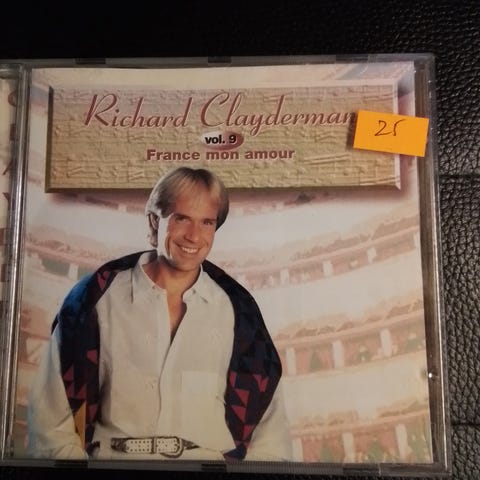 Richard Clayderman
vol. 9
France mon amour
25